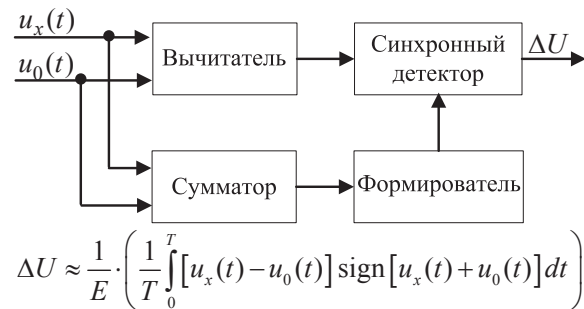 u_x(t)
u_0(t)
Вычитатель
Синхронный
детектор
ΔU
Сумматор
Формирователь
ΔU ≈ 1/E · ( 1/T ∫_0^T [u_x(t) − u_0(t)] sign [u_x(t) + u_0(t)] dt )